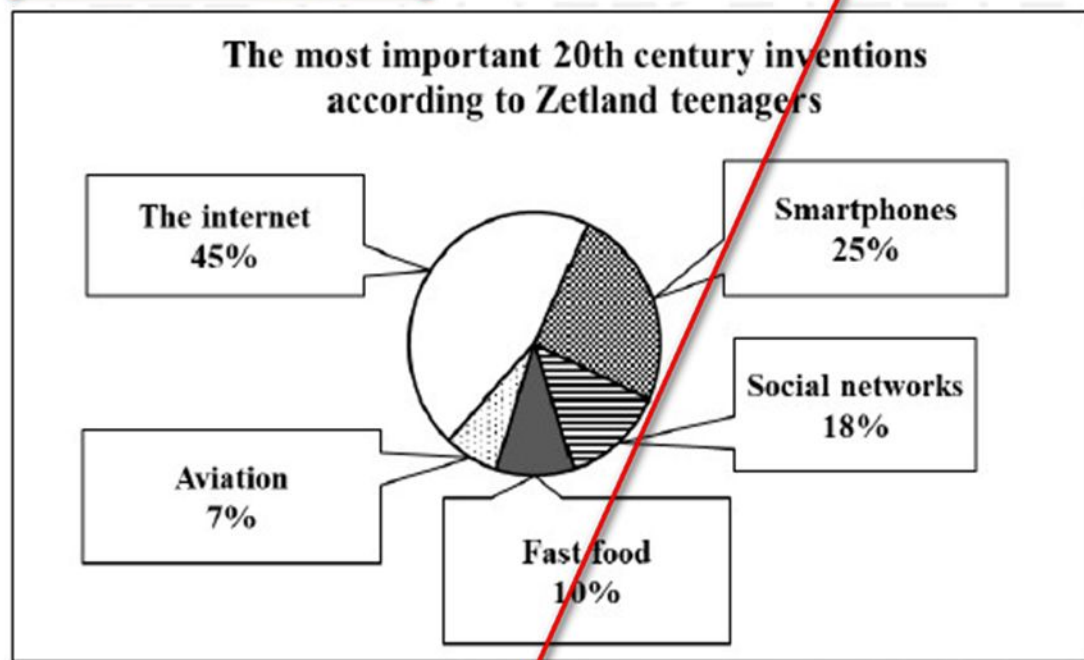 The most important 20th century inventions
according to Zetland teenagers
The internet
45%
Smartphones
25%
Social networks
18%
Aviation
7%
Fast food
10%